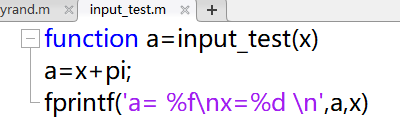 yrand.m × input_test.m × +
function a=input_test(x)
a=x+pi;
fprintf('a= %f\nx=%d \n',a,x)